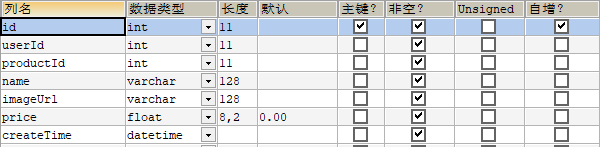 列名 数据类型 长度 默认 主键? 非空? Unsigned 自增?
id int 11
userId int 11
productId int 11
name varchar 128
imageUrl varchar 128
price float 8,2 0.00
createTime datetime